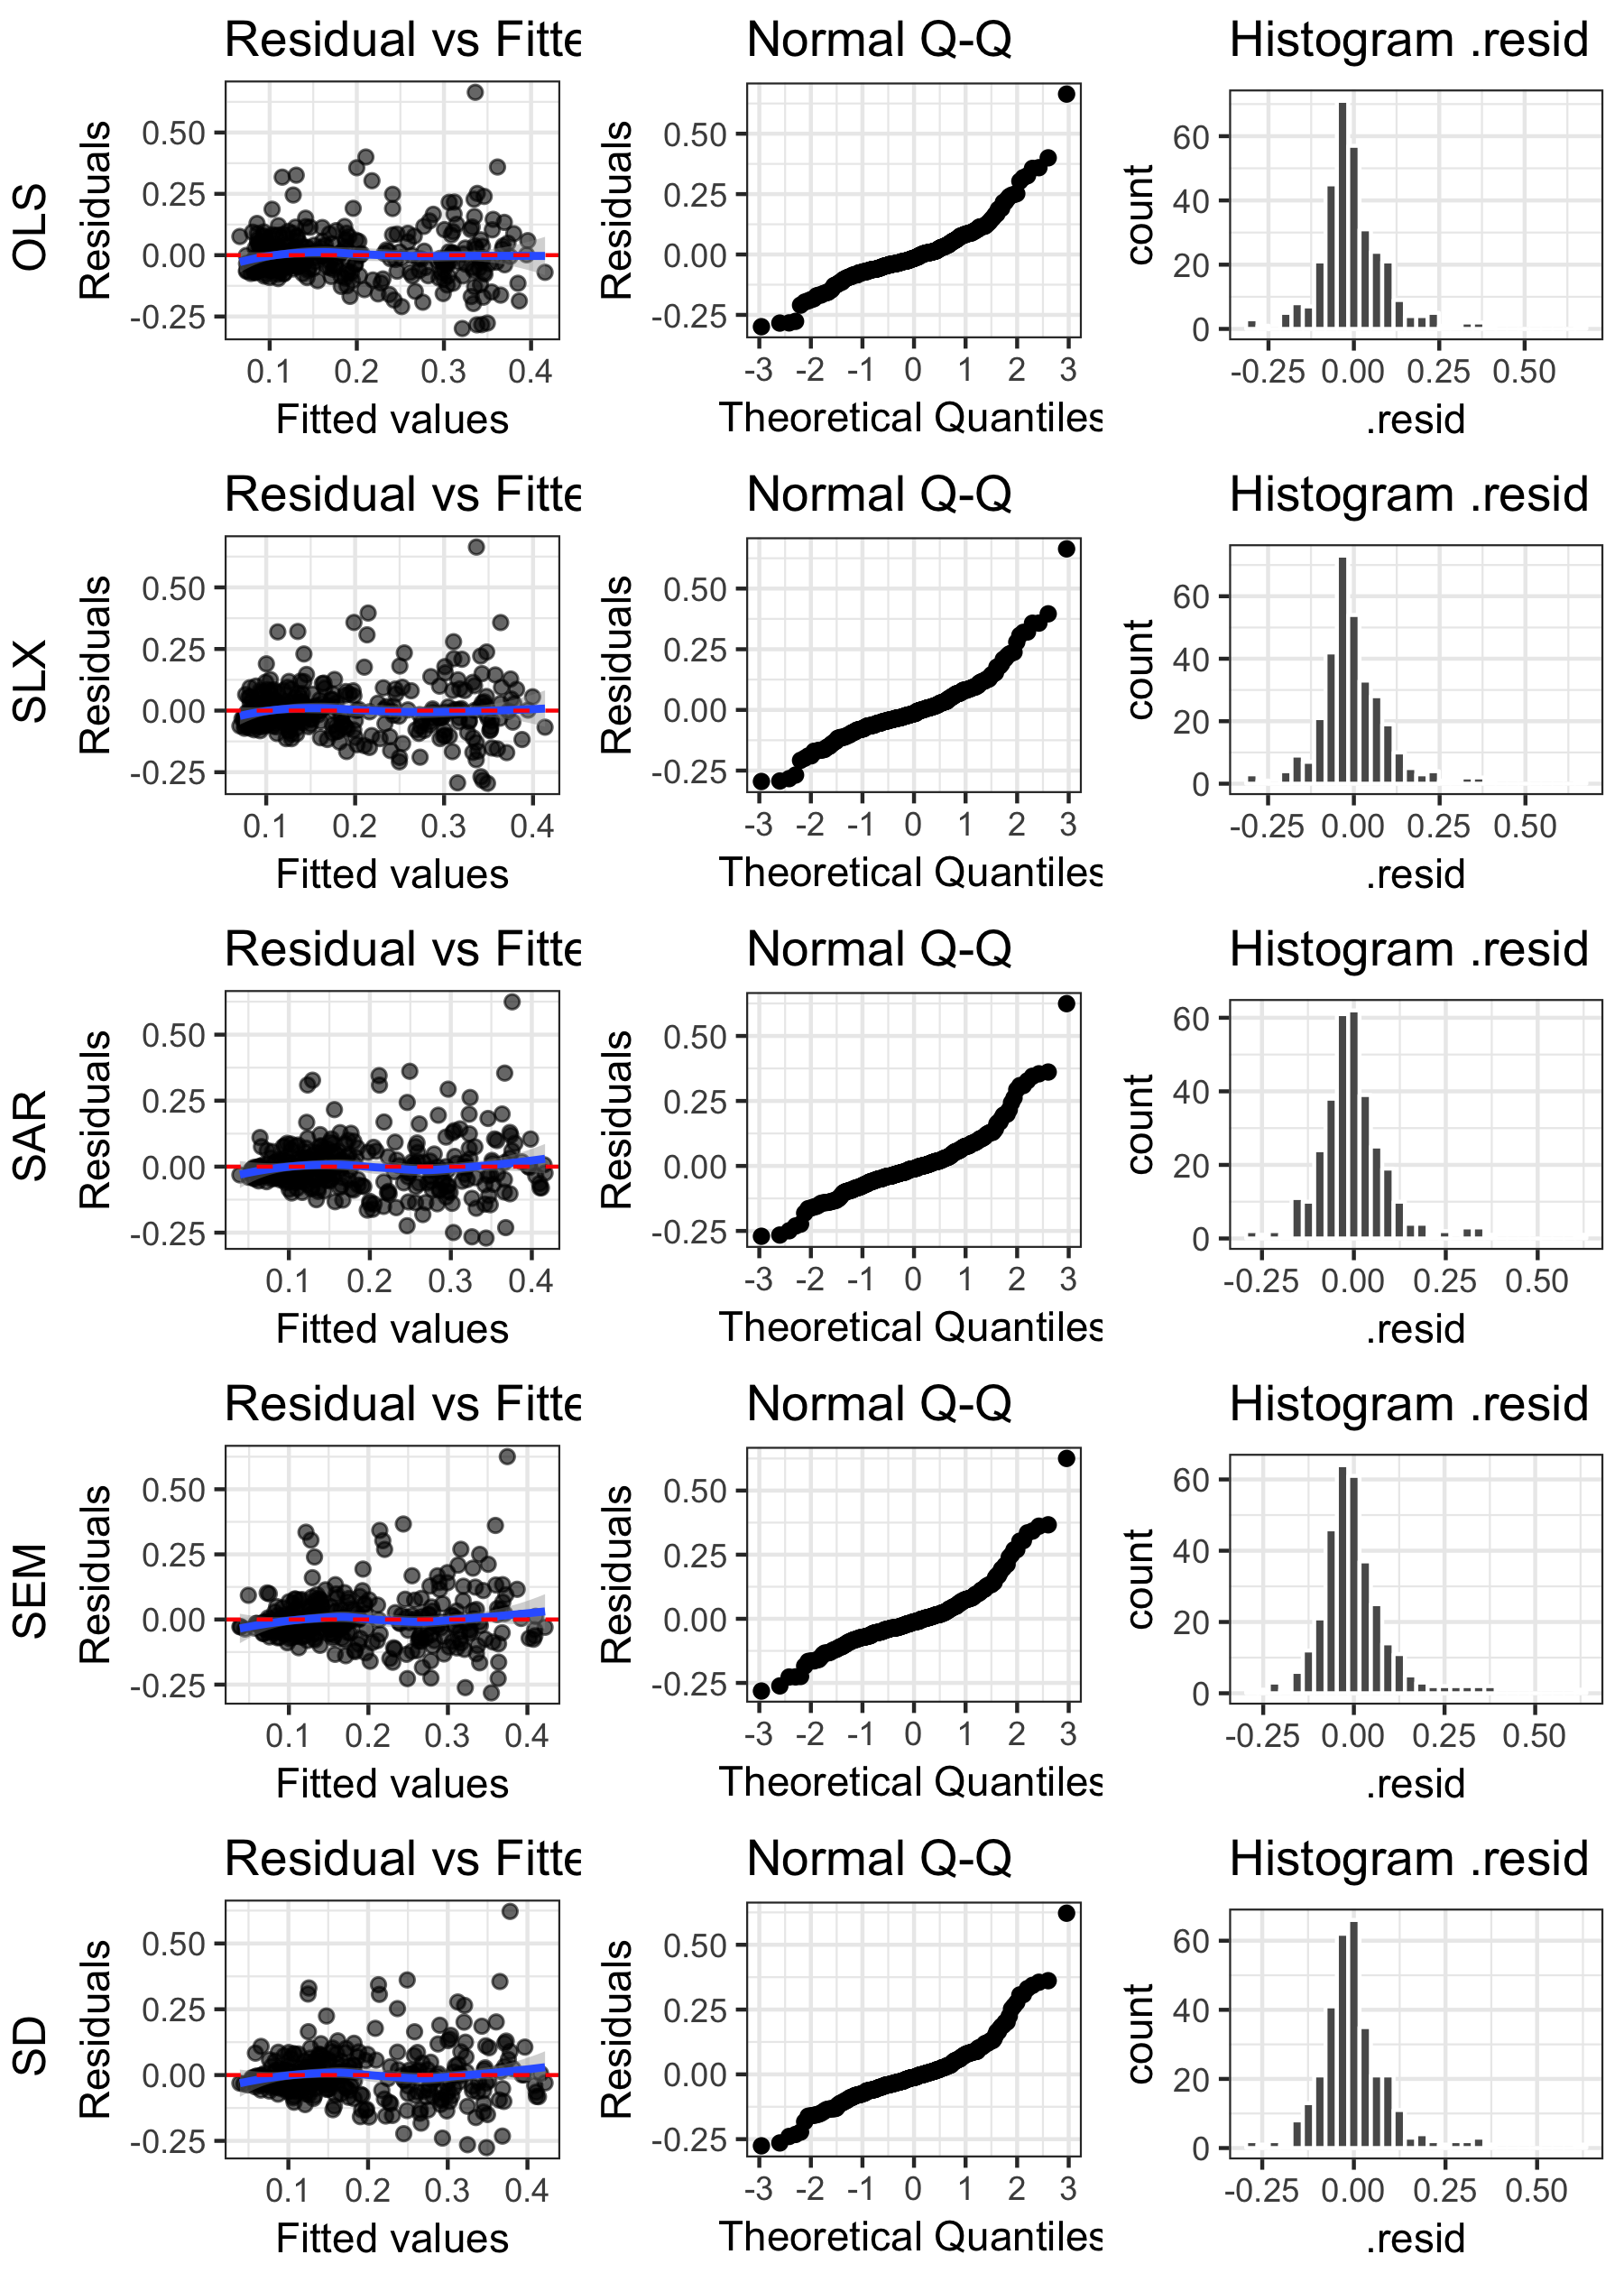 Residual vs Fitte
Normal Q-Q
Histogram .resid
OLS
Residuals
0.50
0.25
0.00
-0.25
0.1 0.2 0.3 0.4
Fitted values
Residuals
0.50
0.25
0.00
-0.25
-3 -2 -1 0 1 2 3
Theoretical Quantiles
count
60
40
20
0
-0.25 0.00 0.25 0.50
.resid
Residual vs Fitte
Normal Q-Q
Histogram .resid
SLX
Residuals
0.50
0.25
0.00
-0.25
0.1 0.2 0.3 0.4
Fitted values
Residuals
0.50
0.25
0.00
-0.25
-3 -2 -1 0 1 2 3
Theoretical Quantiles
count
60
40
20
0
-0.25 0.00 0.25 0.50
.resid
Residual vs Fitte
Normal Q-Q
Histogram .resid
SAR
Residuals
0.50
0.25
0.00
-0.25
0.1 0.2 0.3 0.4
Fitted values
Residuals
0.50
0.25
0.00
-0.25
-3 -2 -1 0 1 2 3
Theoretical Quantiles
count
60
40
20
0
-0.25 0.00 0.25 0.50
.resid
Residual vs Fitte
Normal Q-Q
Histogram .resid
SEM
Residuals
0.50
0.25
0.00
-0.25
0.1 0.2 0.3 0.4
Fitted values
Residuals
0.50
0.25
0.00
-0.25
-3 -2 -1 0 1 2 3
Theoretical Quantiles
count
60
40
20
0
-0.25 0.00 0.25 0.50
.resid
Residual vs Fitte
Normal Q-Q
Histogram .resid
SD
Residuals
0.50
0.25
0.00
-0.25
0.1 0.2 0.3 0.4
Fitted values
Residuals
0.50
0.25
0.00
-0.25
-3 -2 -1 0 1 2 3
Theoretical Quantiles
count
60
40
20
0
-0.25 0.00 0.25 0.50
.resid